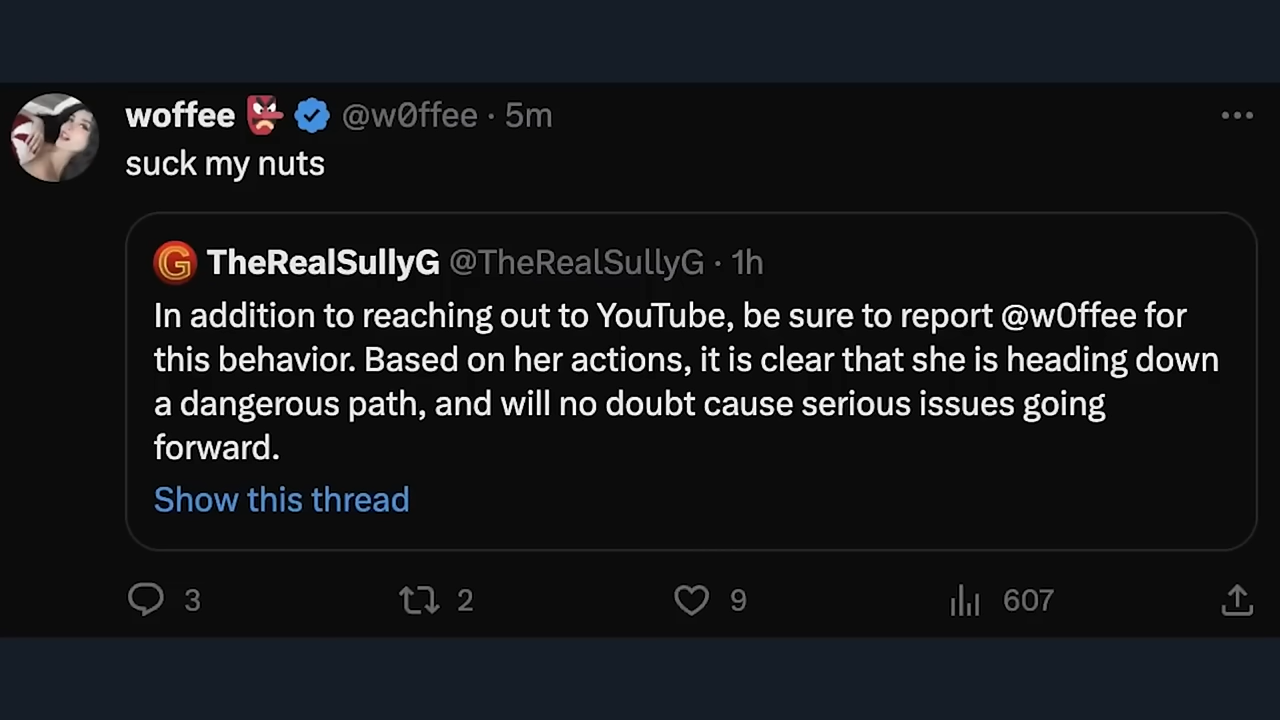 woffee 👺 @w0ffee · 5m
suck my nuts
G TheRealSullyG @TheRealSullyG · 1h
In addition to reaching out to YouTube, be sure to report @w0ffee for
this behavior. Based on her actions, it is clear that she is heading down
a dangerous path, and will no doubt cause serious issues going
forward.
Show this thread
3 2 9 607